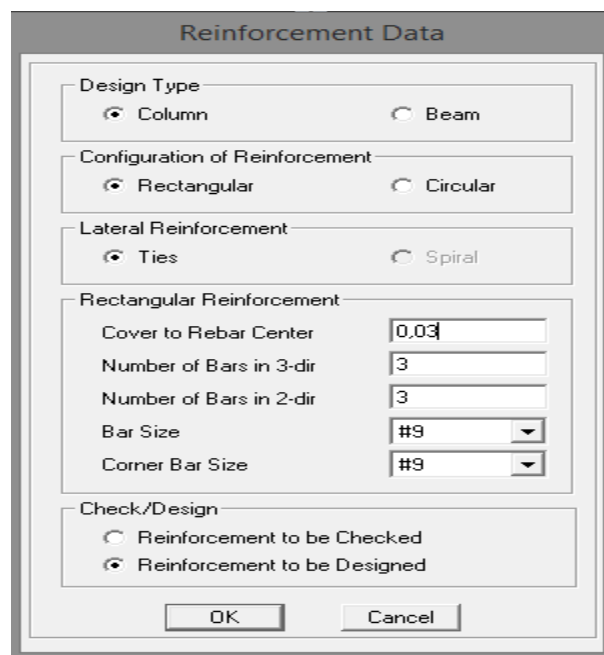 Reinforcement Data
Design Type
Column Beam
Configuration of Reinforcement
Rectangular Circular
Lateral Reinforcement
Ties Spiral
Rectangular Reinforcement
Cover to Rebar Center 0,03
Number of Bars in 3-dir 3
Number of Bars in 2-dir 3
Bar Size #9
Corner Bar Size #9
Check/Design
Reinforcement to be Checked
Reinforcement to be Designed
OK Cancel